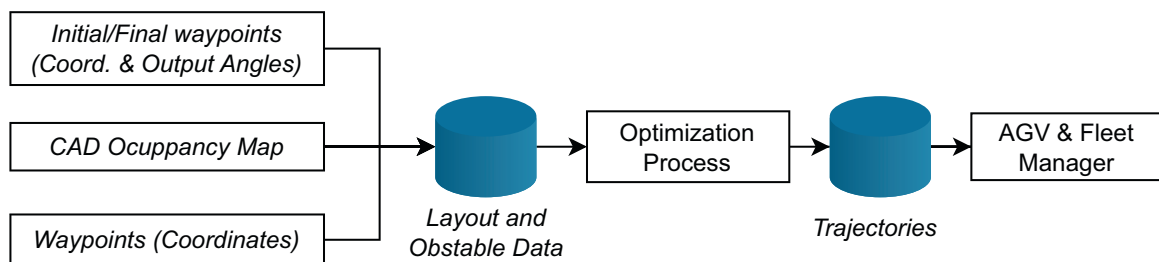 Initial/Final waypoints
(Coord. & Output Angles)
CAD Ocuppancy Map
Waypoints (Coordinates)
Layout and
Obstable Data
Optimization
Process
Trajectories
AGV & Fleet
Manager